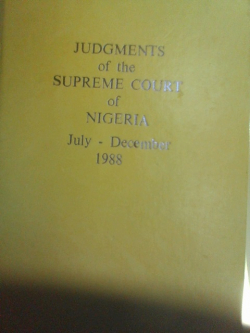 JUDGMENTS
of the
SUPREME COURT
of
NIGERIA
July - December
1988